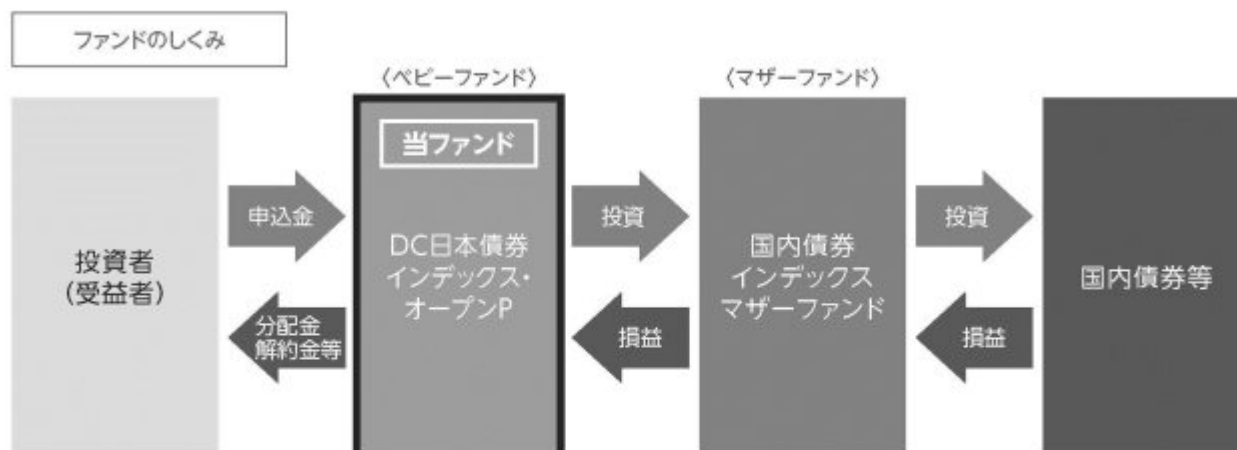 ファンドのしくみ
〈ベビーファンド〉
〈マザーファンド〉
投資者
(受益者)
申込金
分配金
解約金等
当ファンド
DC日本債券
インデックス・
オープンP
投資
損益
国内債券
インデックス
マザーファンド
投資
損益
国内債券等